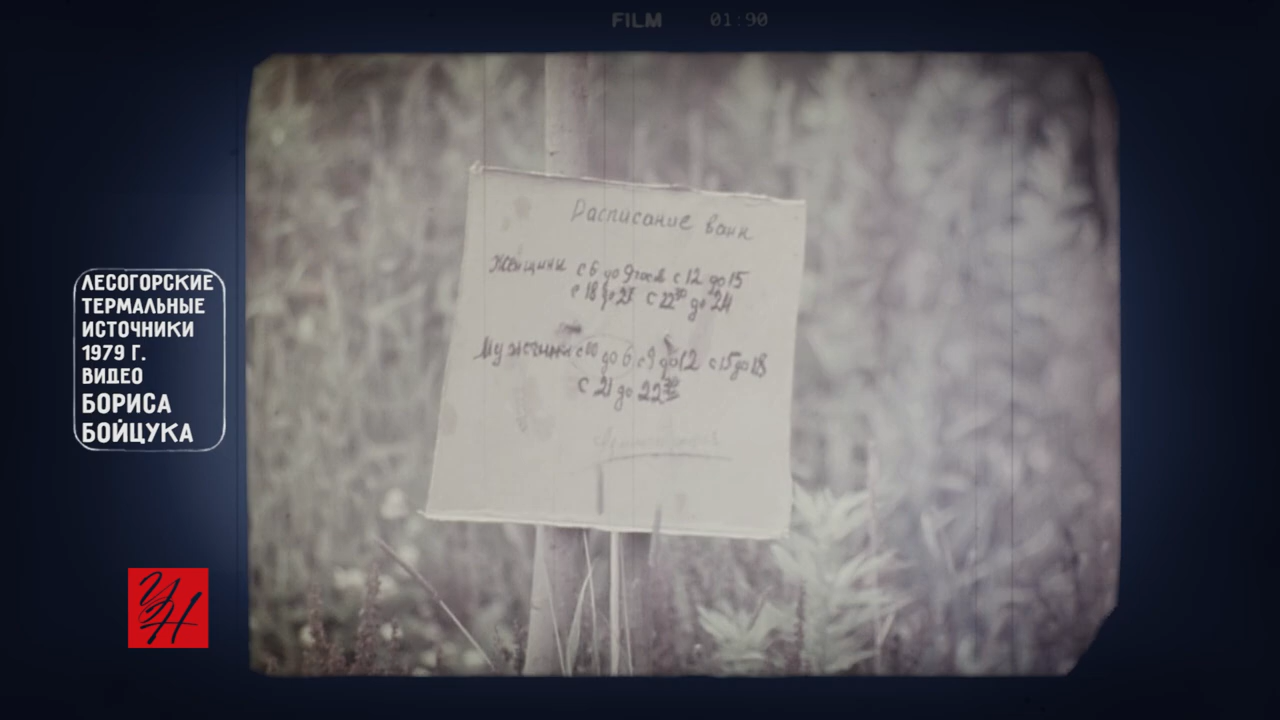 FILM 01:90
Расписание ванн
Женщины с 6 до 9 час с 12 до 15
с 18 до 21 с 22³⁰ до 24
Мужчины с 00 до 6 с 9 до 12 с 15 до 18
с 21 до 22³⁰
ЛЕСОГОРСКИЕ
ТЕРМАЛЬНЫЕ
ИСТОЧНИКИ
1979 Г.
ВИДЕО
БОРИСА
БОЙЦУКА
УН